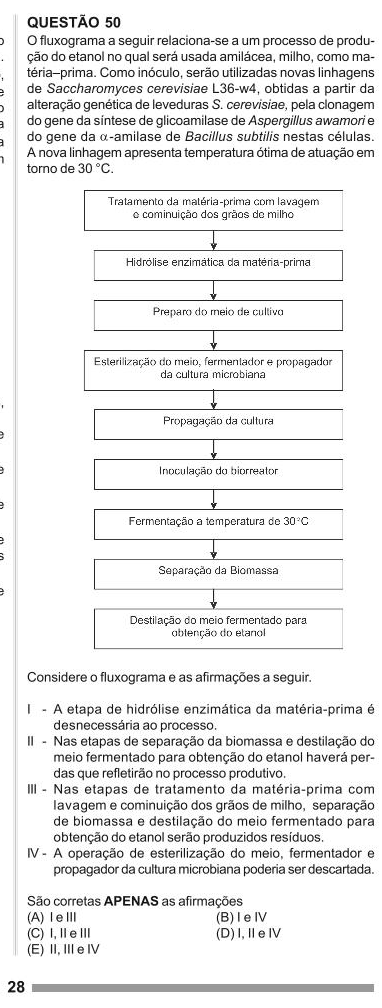 QUESTÃO 50
O fluxograma a seguir relaciona-se a um processo de produ-
ção do etanol no qual será usada amilácea, milho, como ma-
téria–prima. Como inóculo, serão utilizadas novas linhagens
de Saccharomyces cerevisiae L36-w4, obtidas a partir da
alteração genética de leveduras S. cerevisiae, pela clonagem
do gene da síntese de glicoamilase de Aspergillus awamori e
do gene da α-amilase de Bacillus subtilis nestas células.
A nova linhagem apresenta temperatura ótima de atuação em
torno de 30 °C.
Tratamento da matéria-prima com lavagem
e cominuição dos grãos de milho
Hidrólise enzimática da matéria-prima
Preparo do meio de cultivo
Esterilização do meio, fermentador e propagador
da cultura microbiana
Propagação da cultura
Inoculação do biorreator
Fermentação a temperatura de 30°C
Separação da Biomassa
Destilação do meio fermentado para
obtenção do etanol
Considere o fluxograma e as afirmações a seguir.
I - A etapa de hidrólise enzimática da matéria-prima é
desnecessária ao processo.
II - Nas etapas de separação da biomassa e destilação do
meio fermentado para obtenção do etanol haverá per-
das que refletirão no processo produtivo.
III - Nas etapas de tratamento da matéria-prima com
lavagem e cominuição dos grãos de milho, separação
de biomassa e destilação do meio fermentado para
obtenção do etanol serão produzidos resíduos.
IV - A operação de esterilização do meio, fermentador e
propagador da cultura microbiana poderia ser descartada.
São corretas APENAS as afirmações
(A) I e III (B) I e IV
(C) I, II e III (D) I, II e IV
(E) II, III e IV
28